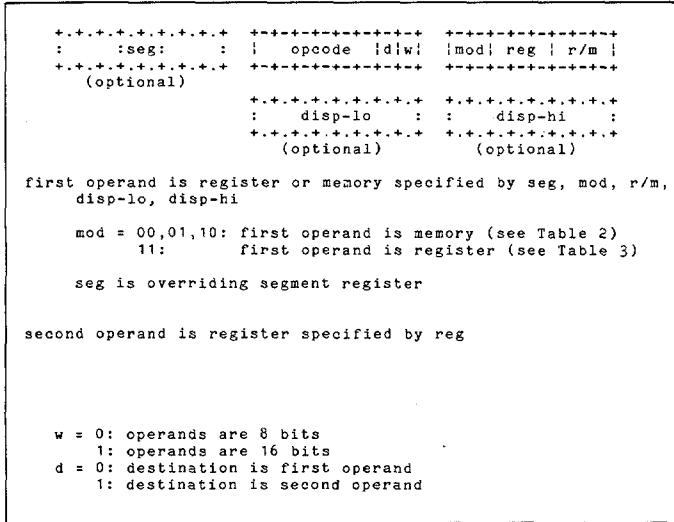 +.+.+.+.+.+.+.+ +-+-+-+-+-+-+-+-+ +-+-+-+-+-+-+-+-+
: :seg: : | opcode |d|w| |mod| reg | r/m |
+.+.+.+.+.+.+.+ +-+-+-+-+-+-+-+-+ +-+-+-+-+-+-+-+-+
(optional)
+.+.+.+.+.+.+.+.+ +.+.+.+.+.+.+.+.+
: disp-lo : : disp-hi :
+.+.+.+.+.+.+.+.+ +.+.+.+.+.+.+.+.+
(optional) (optional)
first operand is register or memory specified by seg, mod, r/m,
disp-lo, disp-hi
mod = 00,01,10: first operand is memory (see Table 2)
11: first operand is register (see Table 3)
seg is overriding segment register
second operand is register specified by reg
w = 0: operands are 8 bits
1: operands are 16 bits
d = 0: destination is first operand
1: destination is second operand